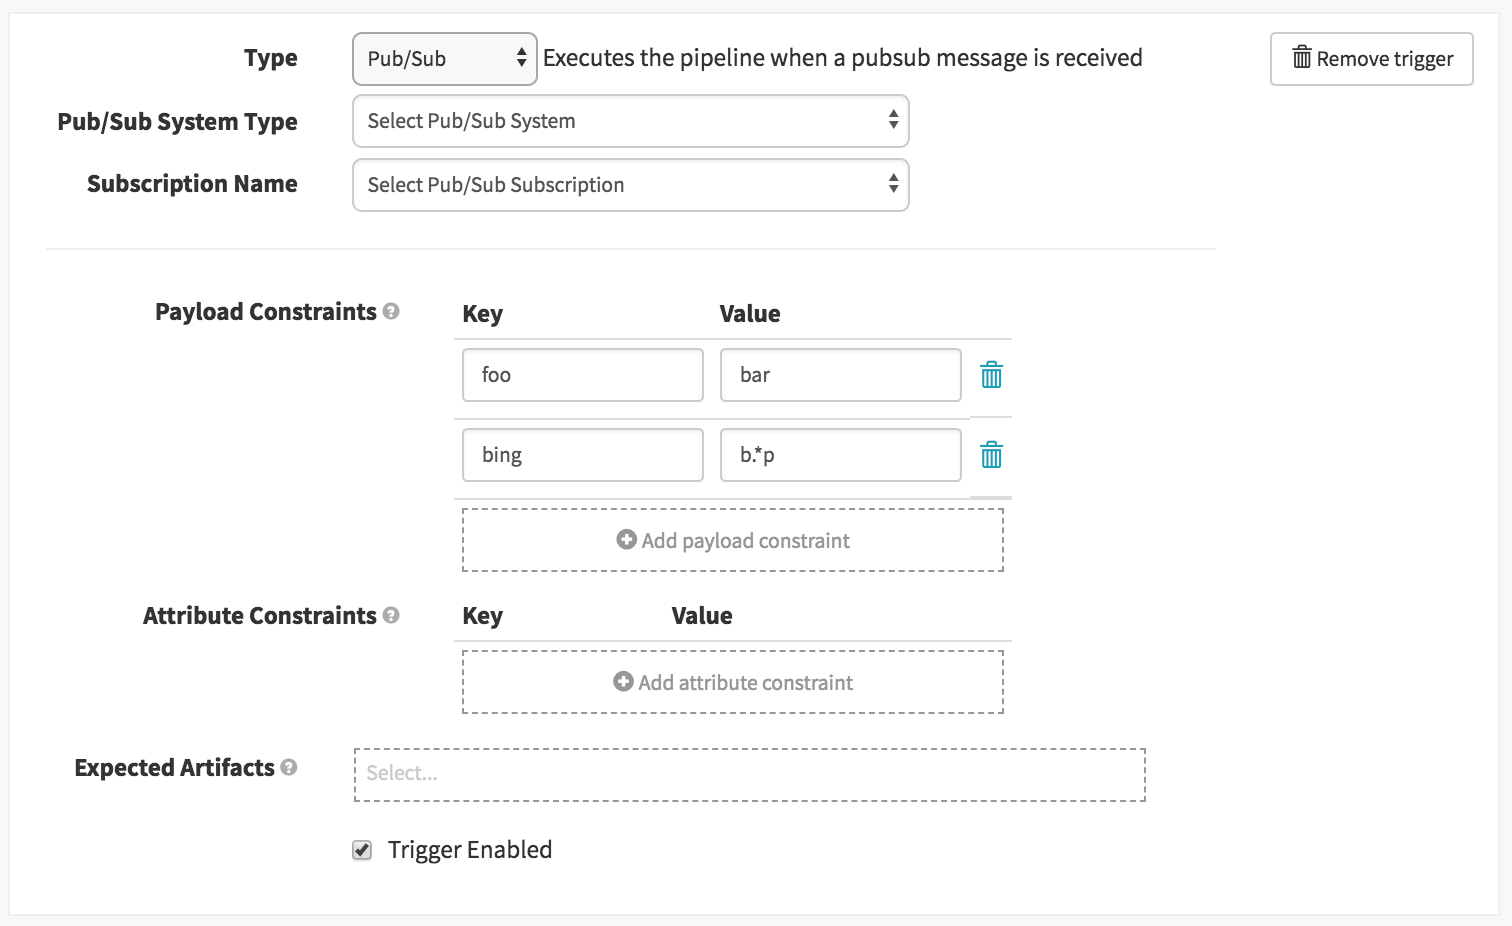 Type Pub/Sub Executes the pipeline when a pubsub message is received Remove trigger
Pub/Sub System Type Select Pub/Sub System
Subscription Name Select Pub/Sub Subscription
Payload Constraints ? Key Value
foo bar
bing b.*p
Add payload constraint
Attribute Constraints ? Key Value
Add attribute constraint
Expected Artifacts ? Select...
Trigger Enabled